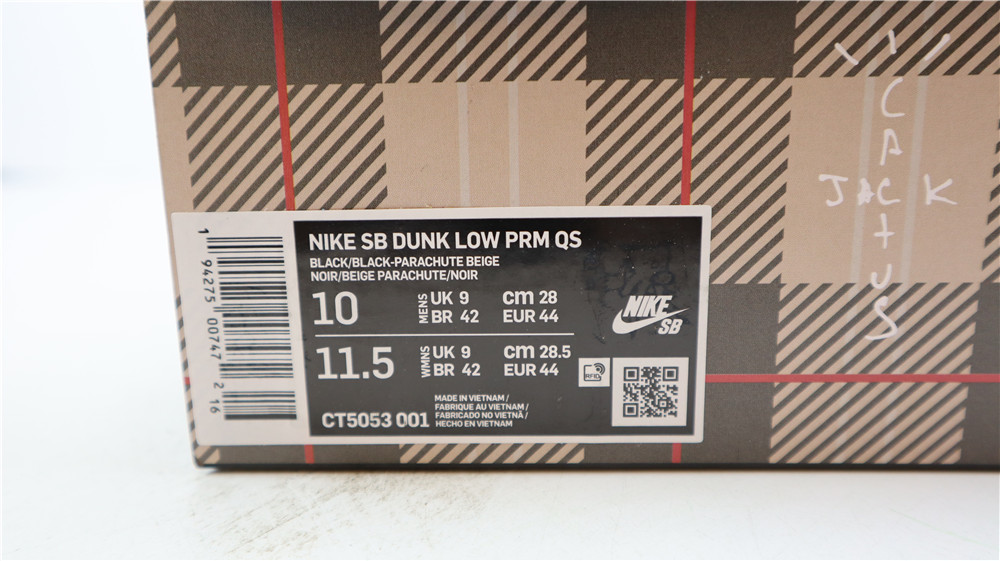 CACTUS
JACK
NIKE SB DUNK LOW PRM QS
BLACK/BLACK-PARACHUTE BEIGE
NOIR/BEIGE PARACHUTE/NOIR
10 MENS UK 9 cm 28
BR 42 EUR 44
11.5 WMNS UK 9 cm 28.5
BR 42 EUR 44
CT5053 001
MADE IN VIETNAM /
FABRIQUE AU VIETNAM /
FABRICADO NO VIETNÃ /
HECHO EN VIETNAM
NIKE
SB
RFID
1 94275 00747 2 16